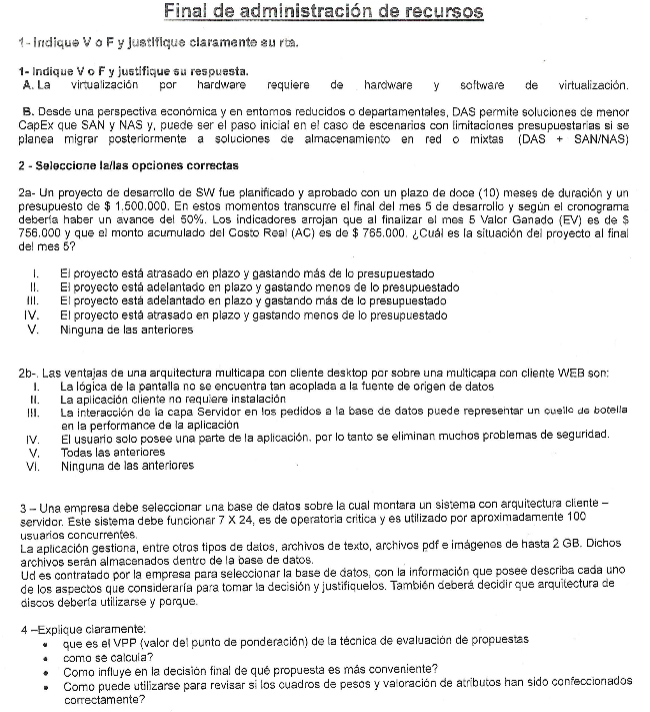 Final de administración de recursos
1- Indique V o F y justifique claramente su rta.
1- Indique V o F y justifique su respuesta.
A. La virtualización por hardware requiere de hardware y software de virtualización.
B. Desde una perspectiva económica y en entornos reducidos o departamentales, DAS permite soluciones de menor
CapEx que SAN y NAS y, puede ser el paso inicial en el caso de escenarios con limitaciones presupuestarias si se
planea migrar posteriormente a soluciones de almacenamiento en red o mixtas (DAS + SAN/NAS)
2 - Seleccione la/las opciones correctas
2a- Un proyecto de desarrollo de SW fue planificado y aprobado con un plazo de doce (10) meses de duración y un
presupuesto de $ 1.500.000. En estos momentos transcurre el final del mes 5 de desarrollo y según el cronograma
debería haber un avance del 50%. Los indicadores arrojan que al finalizar el mes 5 Valor Ganado (EV) es de $
756.000 y que el monto acumulado del Costo Real (AC) es de $ 765.000. ¿Cuál es la situación del proyecto al final
del mes 5?
I. El proyecto está atrasado en plazo y gastando más de lo presupuestado
II. El proyecto está adelantado en plazo y gastando menos de lo presupuestado
III. El proyecto está adelantado en plazo y gastando más de lo presupuestado
IV. El proyecto está atrasado en plazo y gastando menos de lo presupuestado
V. Ninguna de las anteriores
2b-. Las ventajas de una arquitectura multicapa con cliente desktop por sobre una multicapa con cliente WEB son:
I. La lógica de la pantalla no se encuentra tan acoplada a la fuente de origen de datos
II. La aplicación cliente no requiere instalación
III. La interacción de la capa Servidor en los pedidos a la base de datos puede representar un cuello de botella
en la performance de la aplicación
IV. El usuario solo posee una parte de la aplicación, por lo tanto se eliminan muchos problemas de seguridad.
V. Todas las anteriores
VI. Ninguna de las anteriores
3 – Una empresa debe seleccionar una base de datos sobre la cual montara un sistema con arquitectura cliente –
servidor. Este sistema debe funcionar 7 X 24, es de operatoria critica y es utilizado por aproximadamente 100
usuarios concurrentes.
La aplicación gestiona, entre otros tipos de datos, archivos de texto, archivos pdf e imágenes de hasta 2 GB. Dichos
archivos serán almacenados dentro de la base de datos.
Ud es contratado por la empresa para seleccionar la base de datos, con la información que posee describa cada uno
de los aspectos que consideraría para tomar la decisión y justifíquelos. También deberá decidir que arquitectura de
discos debería utilizarse y porque.
4 –Explique claramente:
• que es el VPP (valor del punto de ponderación) de la técnica de evaluación de propuestas
• como se calcula?
• Como influye en la decisión final de qué propuesta es más conveniente?
• Como puede utilizarse para revisar si los cuadros de pesos y valoración de atributos han sido confeccionados
correctamente?